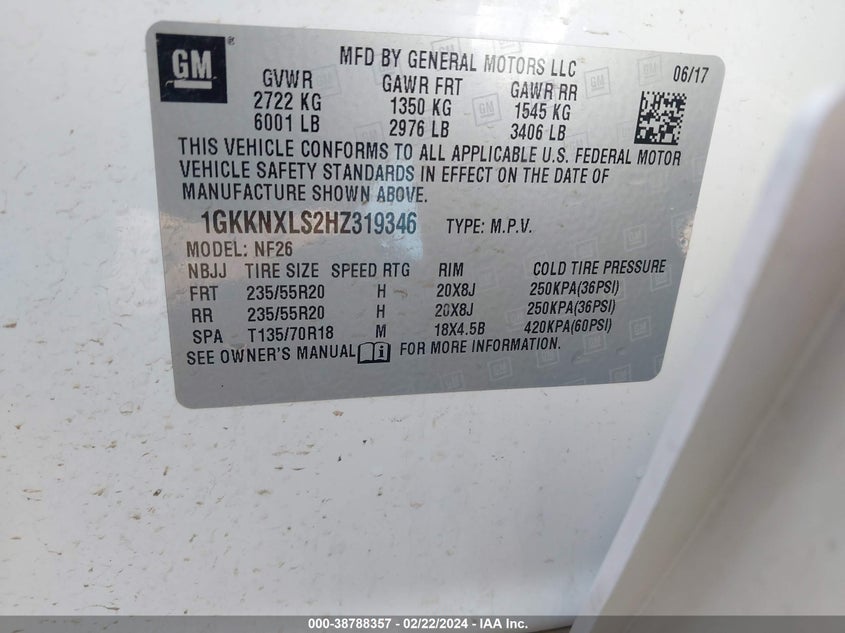 GM®
MFD BY GENERAL MOTORS LLC 06/17
GVWR GAWR FRT GAWR RR
2722 KG 1350 KG 1545 KG
6001 LB 2976 LB 3406 LB
THIS VEHICLE CONFORMS TO ALL APPLICABLE U.S. FEDERAL MOTOR
VEHICLE SAFETY STANDARDS IN EFFECT ON THE DATE OF
MANUFACTURE SHOWN ABOVE.
1GKKNXLS2HZ319346 TYPE: M.P.V.
MODEL: NF26
NBJJ TIRE SIZE SPEED RTG RIM COLD TIRE PRESSURE
FRT 235/55R20 H 20X8J 250KPA(36PSI)
RR 235/55R20 H 20X8J 250KPA(36PSI)
SPA T135/70R18 M 18X4.5B 420KPA(60PSI)
SEE OWNER'S MANUAL FOR MORE INFORMATION.
000-38788357 - 02/22/2024 - IAA Inc.